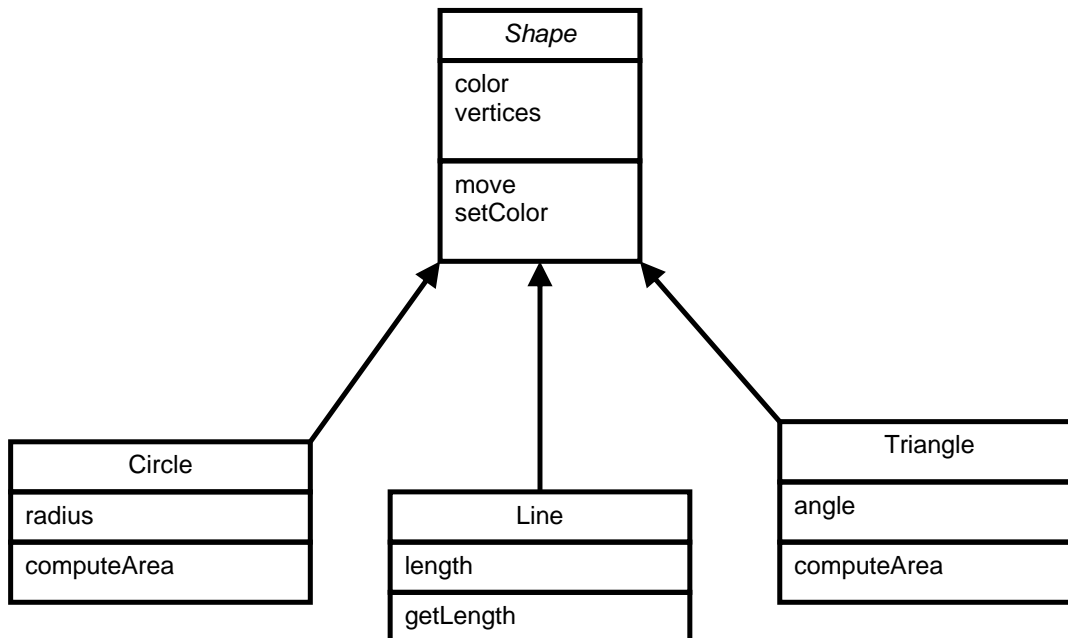 Shape
color
vertices
move
setColor
Circle
radius
computeArea
Line
length
getLength
Triangle
angle
computeArea